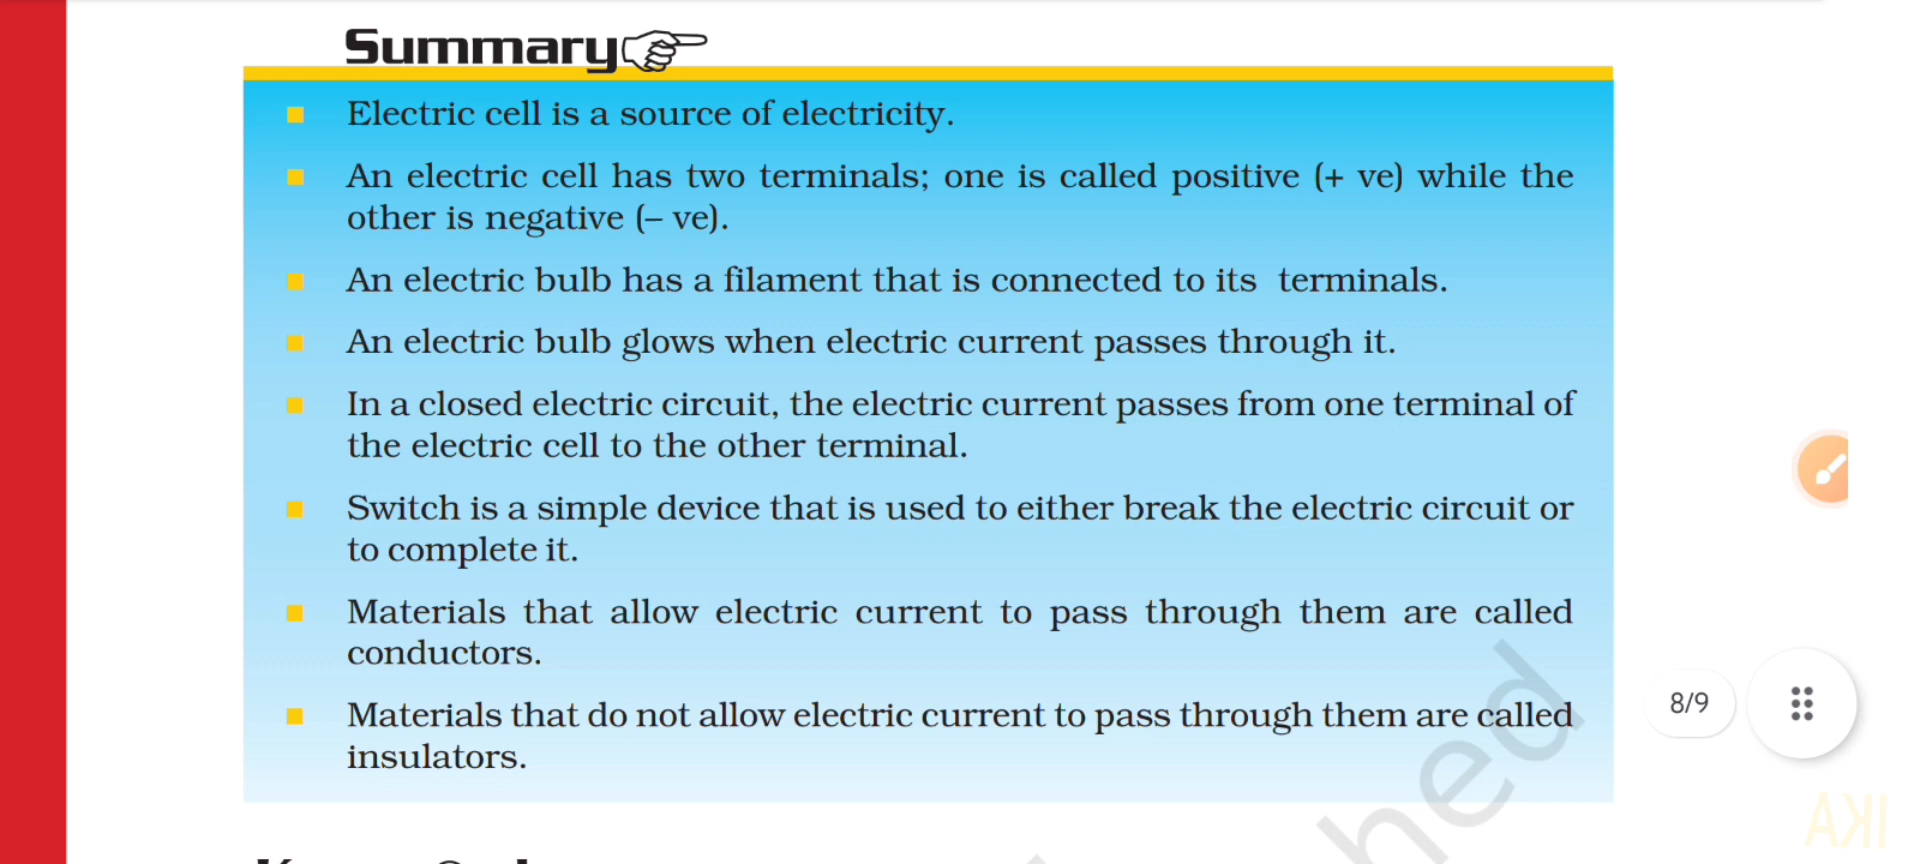 Summary
Electric cell is a source of electricity.
An electric cell has two terminals; one is called positive (+ ve) while the
other is negative (– ve).
An electric bulb has a filament that is connected to its terminals.
An electric bulb glows when electric current passes through it.
In a closed electric circuit, the electric current passes from one terminal of
the electric cell to the other terminal.
Switch is a simple device that is used to either break the electric circuit or
to complete it.
Materials that allow electric current to pass through them are called
conductors.
Materials that do not allow electric current to pass through them are called
insulators.
8/9
hed